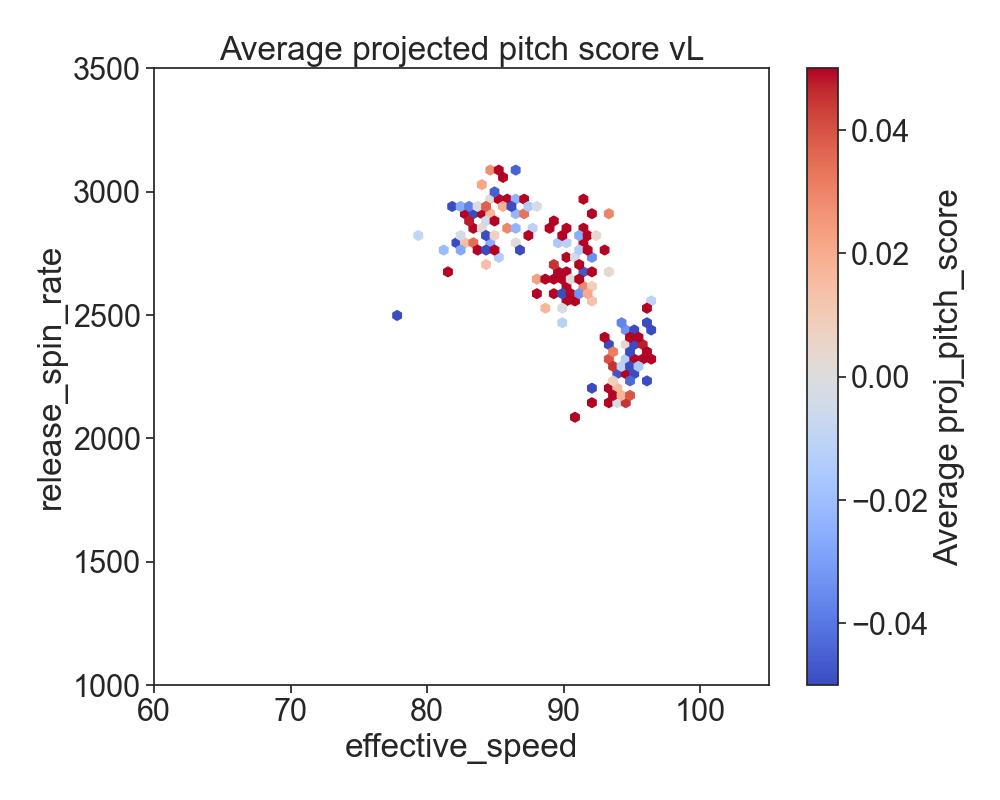 Average projected pitch score vL
3500
3000
2500
2000
1500
1000
release_spin_rate
60 70 80 90 100
effective_speed
0.04
0.02
0.00
−0.02
−0.04
Average proj_pitch_score